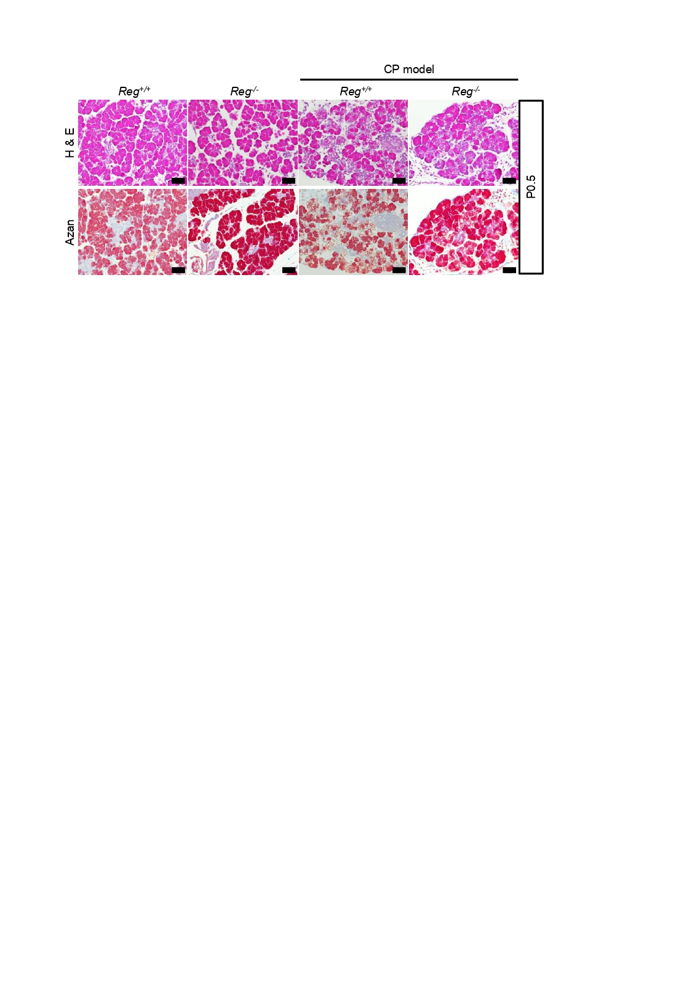 CP model
Reg+/+ Reg-/- Reg+/+ Reg-/-
H & E
Azan
P0.5